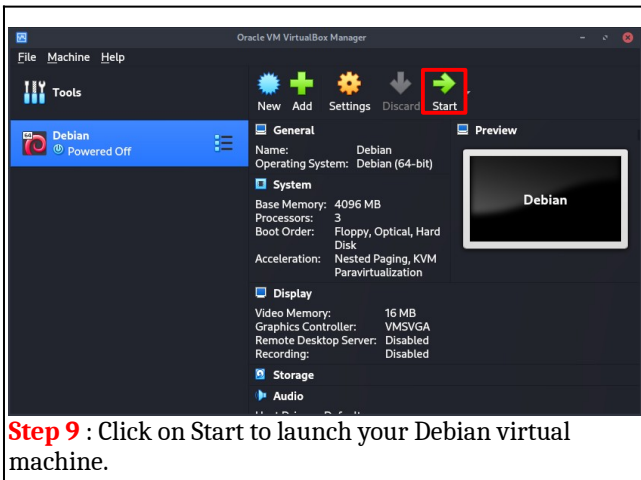 Oracle VM VirtualBox Manager
File Machine Help
Tools
New Add Settings Discard Start
Debian
Powered Off
General
Name: Debian
Operating System: Debian (64-bit)
System
Base Memory: 4096 MB
Processors: 3
Boot Order: Floppy, Optical, Hard
Disk
Acceleration: Nested Paging, KVM
Paravirtualization
Display
Video Memory: 16 MB
Graphics Controller: VMSVGA
Remote Desktop Server: Disabled
Recording: Disabled
Storage
Audio
Preview
Debian
Step 9 : Click on Start to launch your Debian virtual
machine.